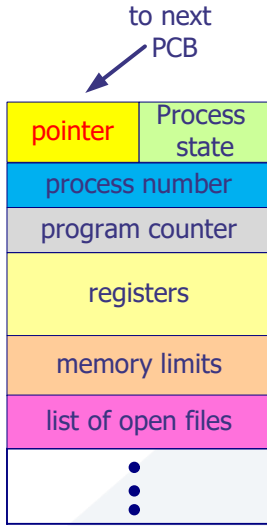 to next
PCB
pointer
Process
state
process number
program counter
registers
memory limits
list of open files